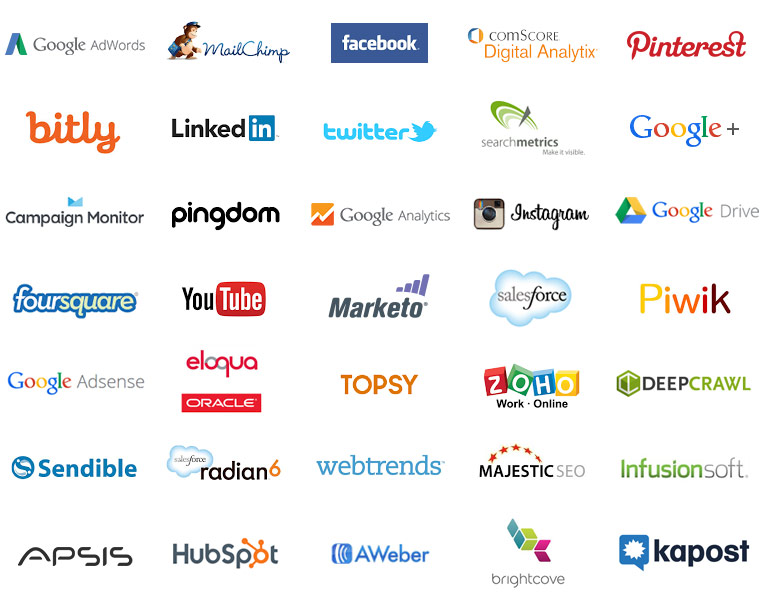 Google AdWords
MailChimp
facebook
comScore
Digital Analytix
Pinterest
bitly
Linked in
twitter
searchmetrics
Make it visible.
Google+
Campaign Monitor
pingdom
Google Analytics
Instagram
Google Drive
foursquare
YouTube
Marketo
salesforce
Piwik
Google Adsense
eloqua
ORACLE
TOPSY
ZOHO
Work · Online
DEEPCRAWL
Sendible
salesforce
radian6
webtrends
MAJESTIC SEO
Infusionsoft
APSIS
HubSpot
AWeber
brightcove
kapost